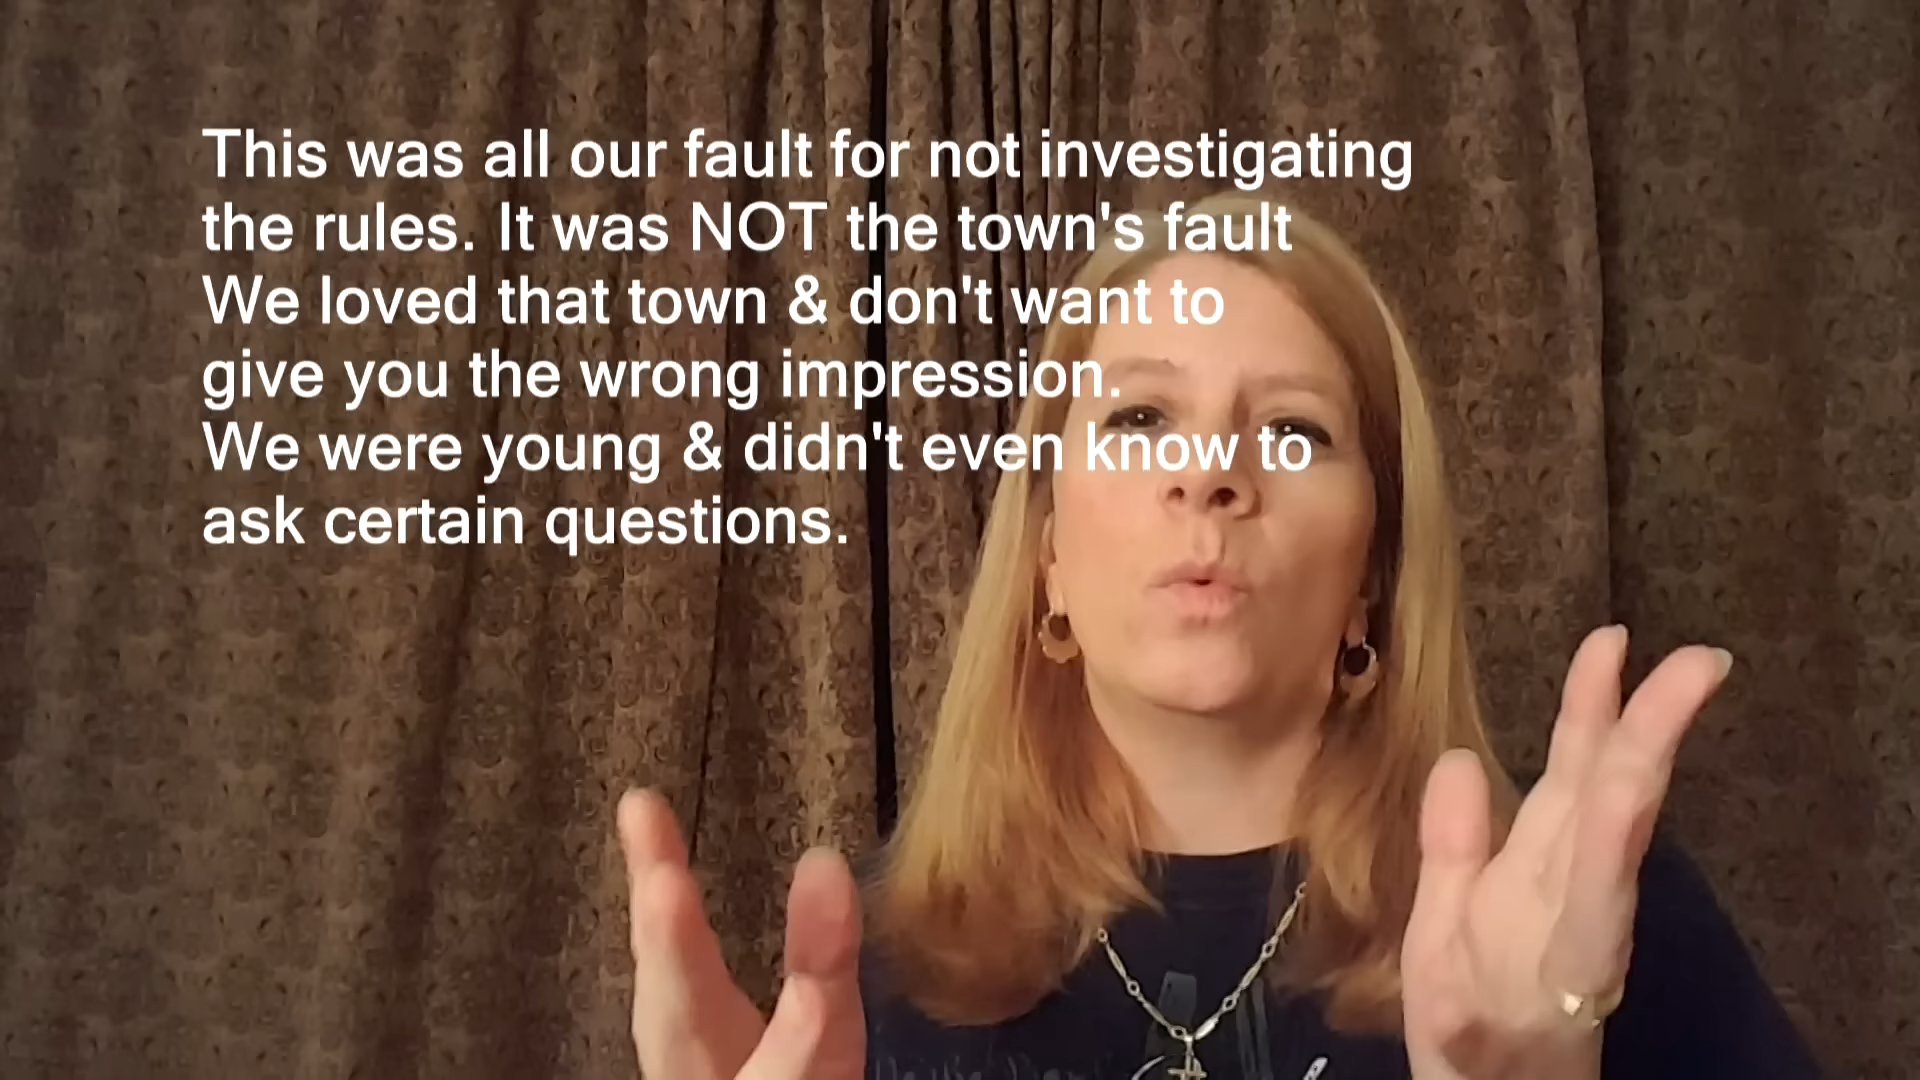 This was all our fault for not investigating
the rules. It was NOT the town's fault
We loved that town & don't want to
give you the wrong impression.
We were young & didn't even know to
ask certain questions.